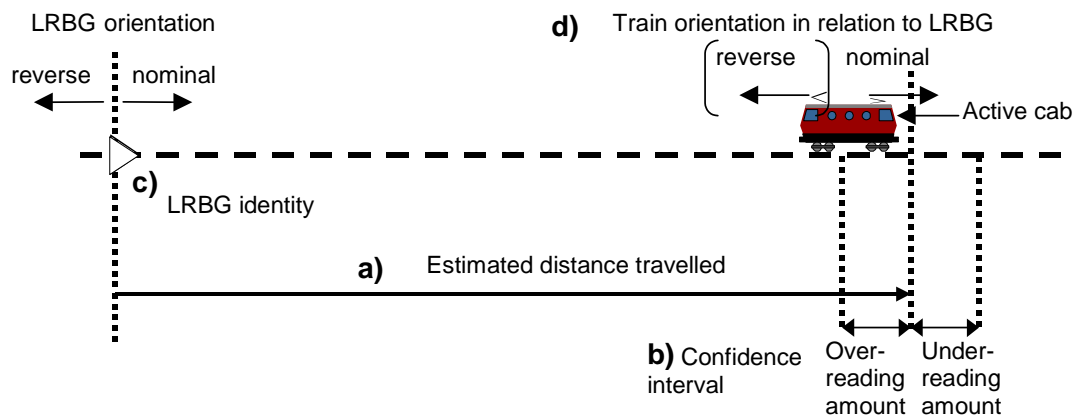 LRBG orientation
reverse nominal
d) Train orientation in relation to LRBG
reverse nominal
Active cab
c) LRBG identity
a) Estimated distance travelled
b) Confidence
interval
Over-
reading
amount
Under-
reading
amount